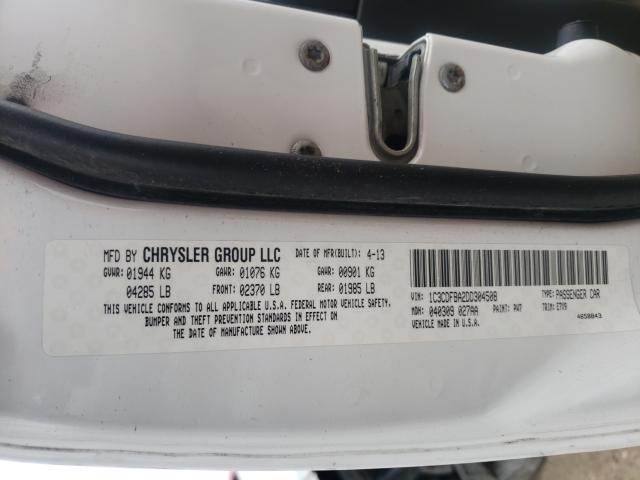 MFD BY CHRYSLER GROUP LLC DATE OF MFR(BUILT): 4-13
GVWR: 01944 KG GAWR: 01076 KG GAWR: 00901 KG
04285 LB FRONT: 02370 LB REAR: 01985 LB
THIS VEHICLE CONFORMS TO ALL APPLICABLE U.S.A. FEDERAL MOTOR VEHICLE SAFETY,
BUMPER AND THEFT PREVENTION STANDARDS IN EFFECT ON
THE DATE OF MANUFACTURE SHOWN ABOVE.
VIN: 1C3CDFBA2DD304508 TYPE: PASSENGER CAR
MDH: 040309 027AA PAINT: PW7 TRIM: ETX9
VEHICLE MADE IN U.S.A. 4658843